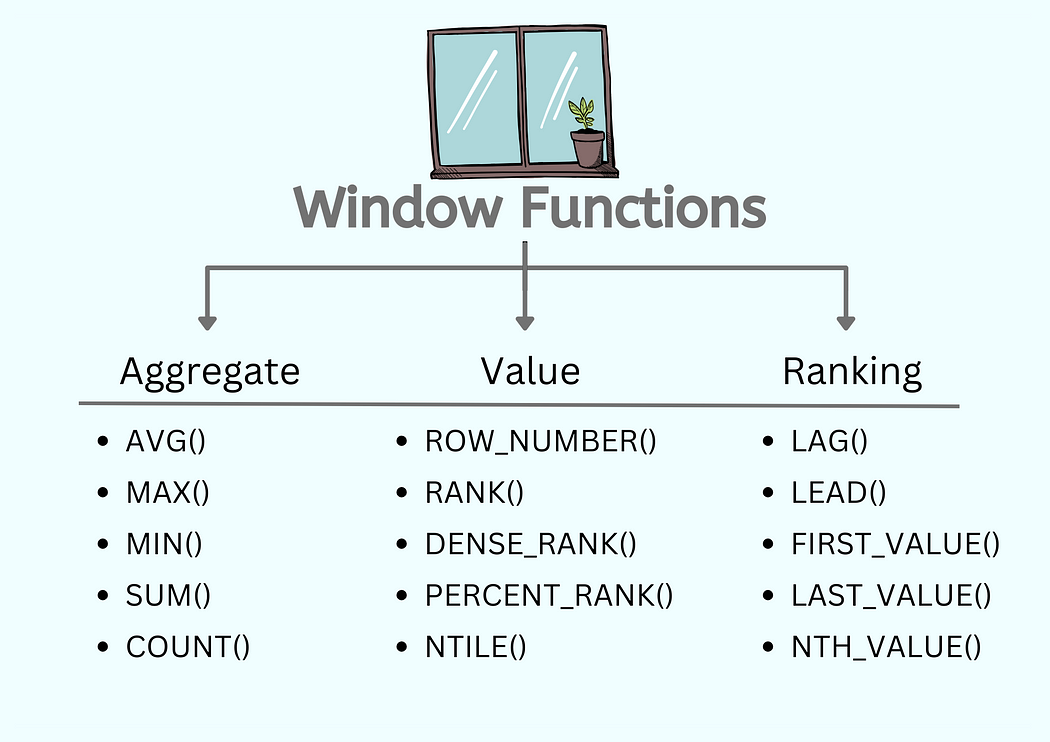 Window Functions
Aggregate
Value
Ranking
• AVG()
• MAX()
• MIN()
• SUM()
• COUNT()
• ROW_NUMBER()
• RANK()
• DENSE_RANK()
• PERCENT_RANK()
• NTILE()
• LAG()
• LEAD()
• FIRST_VALUE()
• LAST_VALUE()
• NTH_VALUE()